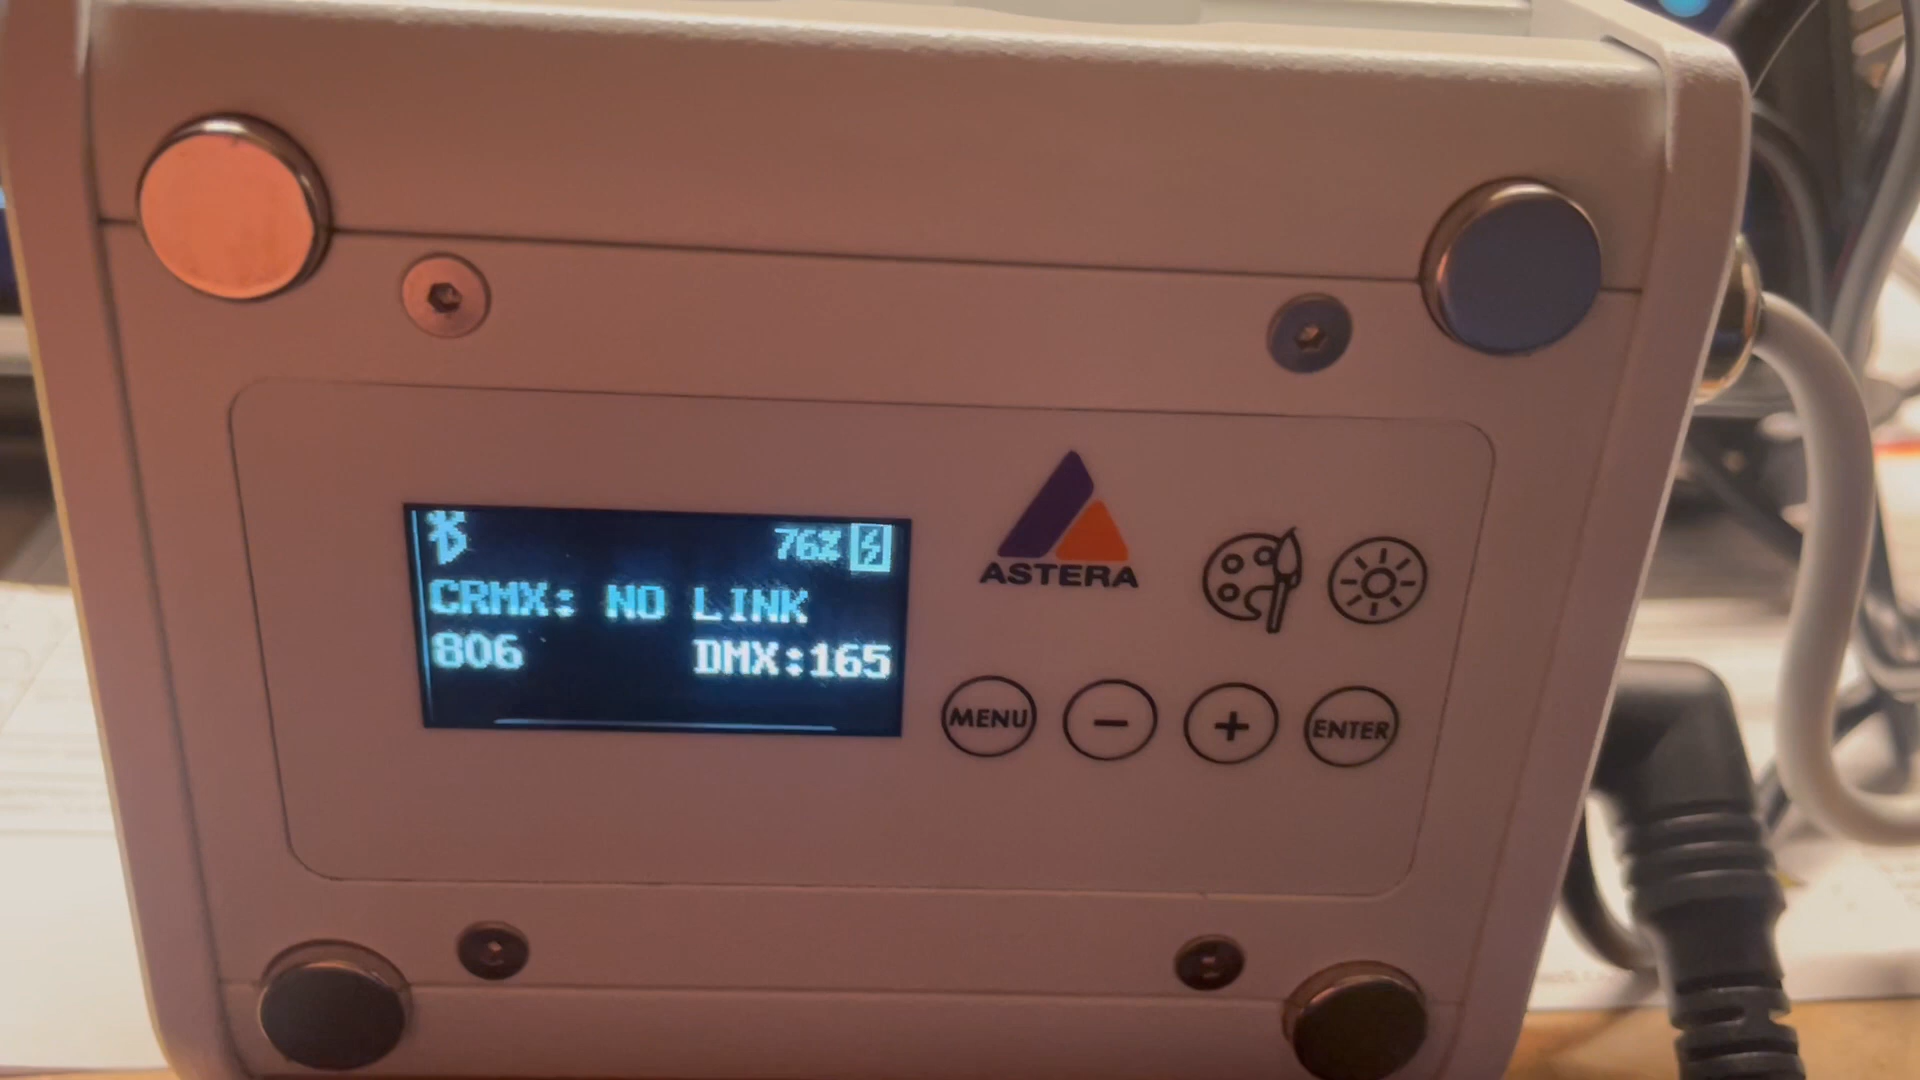 76%
CRMX: NO LINK
806 DMX:165
ASTERA
MENU - + ENTER